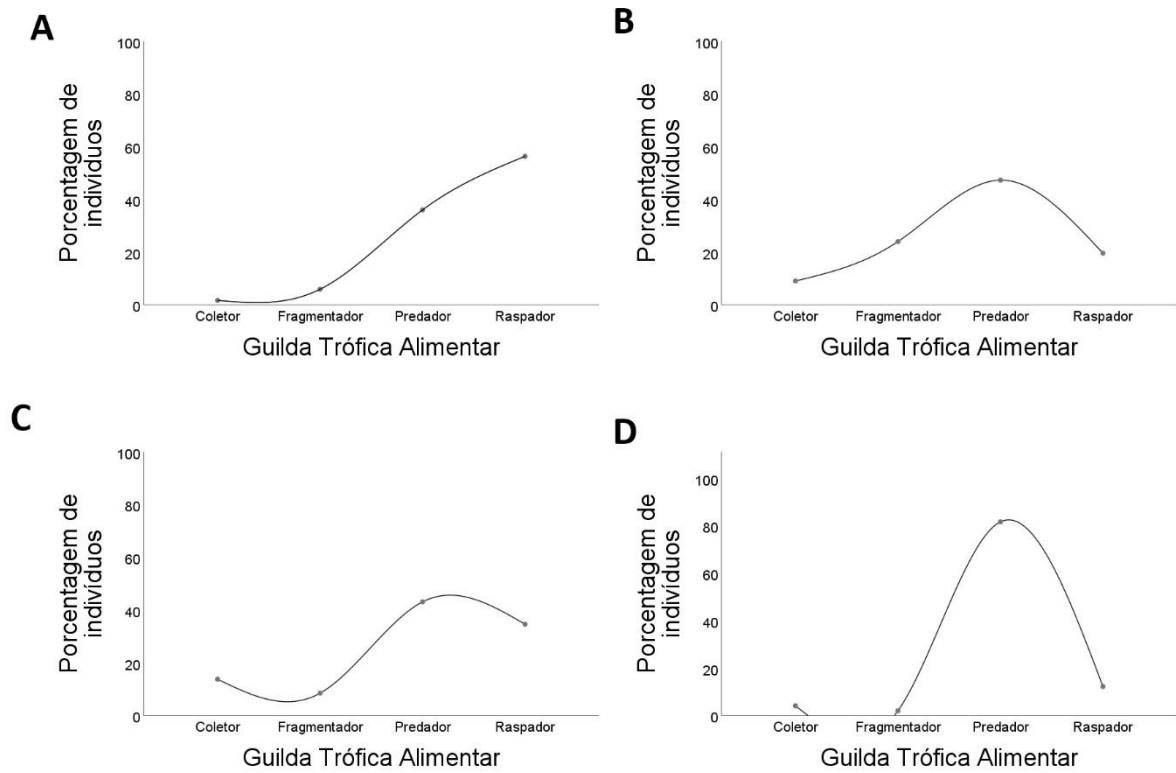 A
Porcentagem de
indivíduos
100
80
60
40
20
0
Coletor Fragmentador Predador Raspador
Guilda Trófica Alimentar
B
Porcentagem de
indivíduos
100
80
60
40
20
0
Coletor Fragmentador Predador Raspador
Guilda Trófica Alimentar
C
Porcentagem de
indivíduos
100
80
60
40
20
0
Coletor Fragmentador Predador Raspador
Guilda Trófica Alimentar
D
Porcentagem de
indivíduos
100
80
60
40
20
0
Coletor Fragmentador Predador Raspador
Guilda Trófica Alimentar